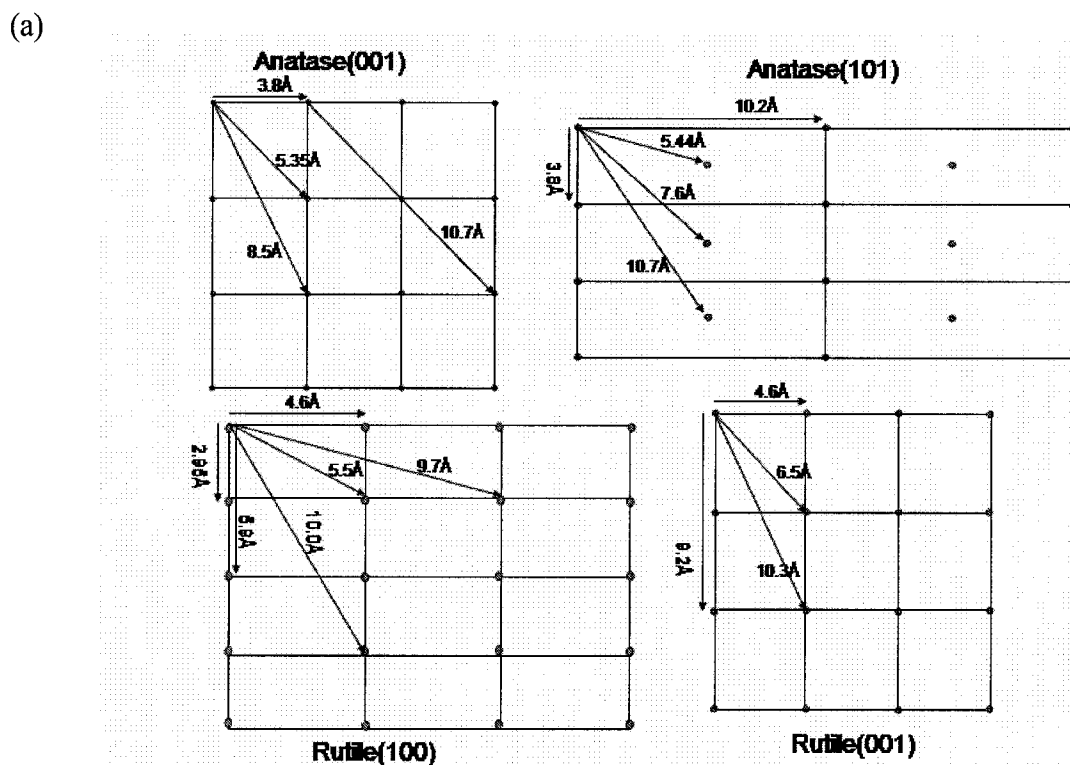 (a)
Anatase(001)
3.8Å
5.35Å
8.5Å
10.7Å
Anatase(101)
10.2Å
3.8Å
5.44Å
7.6Å
10.7Å
4.6Å
2.95Å
5.9Å
5.5Å
9.7Å
10.0Å
Rutile(100)
4.6Å
9.2Å
6.5Å
10.3Å
Rutile(001)